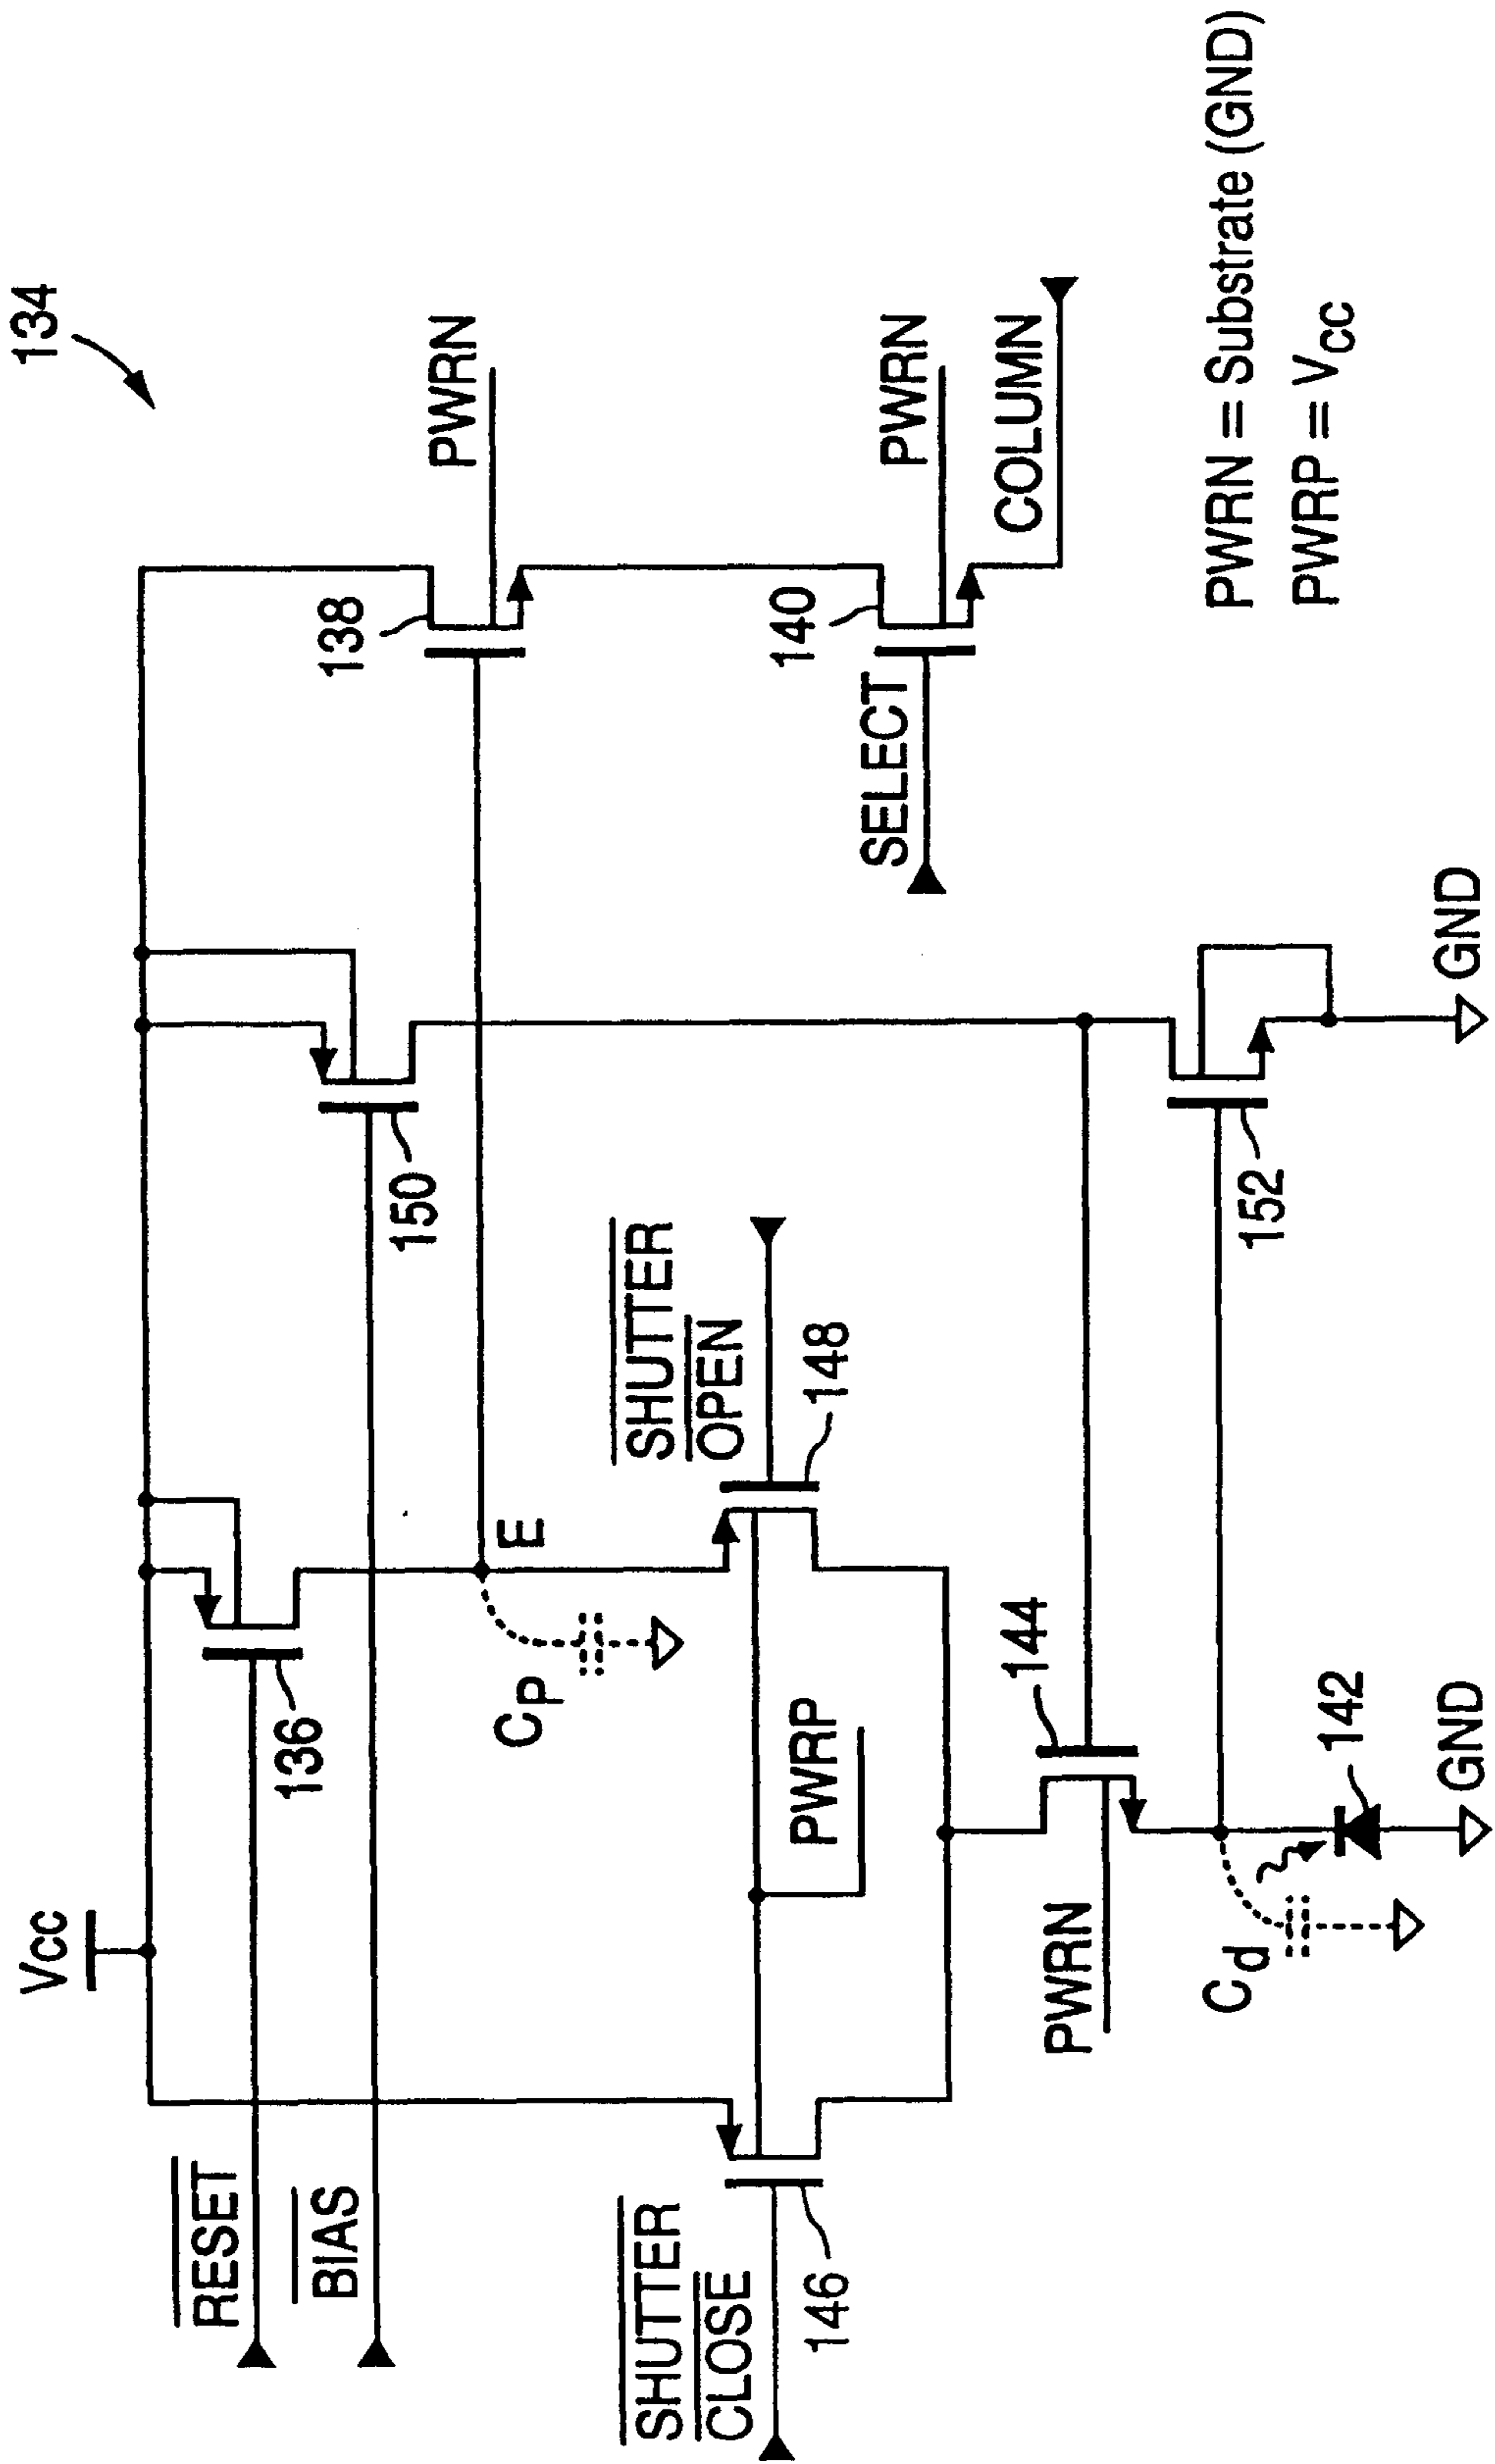 134
Vcc
RESET
BIAS
136
150
138
PWRN
E
CP
SHUTTER
OPEN
148
SHUTTER
CLOSE
146
PWRP
SELECT
140
PWRN
COLUMN
144
PWRN
Cd
142
GND
152
GND
PWRN = Substrate (GND)
PWRP = VCC